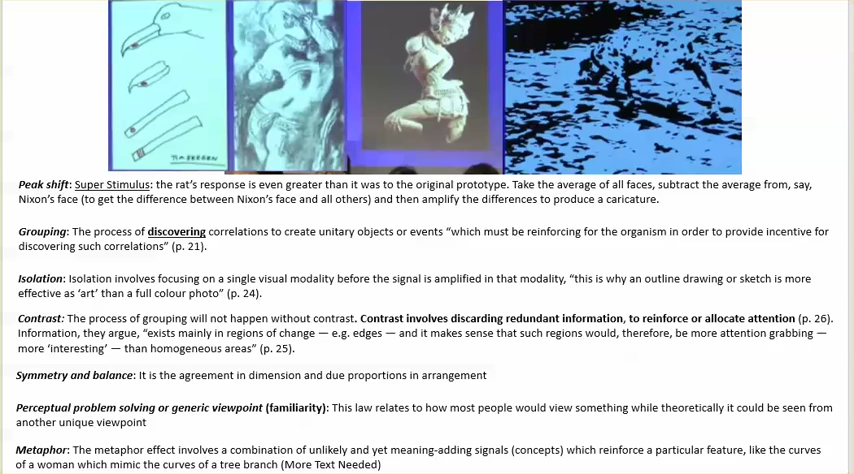 TINBERGEN
Peak shift: Super Stimulus: the rat's response is even greater than it was to the original prototype. Take the average of all faces, subtract the average from, say,
Nixon's face (to get the difference between Nixon's face and all others) and then amplify the differences to produce a caricature.
Grouping: The process of discovering correlations to create unitary objects or events “which must be reinforcing for the organism in order to provide incentive for
discovering such correlations” (p. 21).
Isolation: Isolation involves focusing on a single visual modality before the signal is amplified in that modality, “this is why an outline drawing or sketch is more
effective as ‘art’ than a full colour photo” (p. 24).
Contrast: The process of grouping will not happen without contrast. Contrast involves discarding redundant information, to reinforce or allocate attention (p. 26).
Information, they argue, “exists mainly in regions of change — e.g. edges — and it makes sense that such regions would, therefore, be more attention grabbing —
more ‘interesting’ — than homogeneous areas” (p. 25).
Symmetry and balance: It is the agreement in dimension and due proportions in arrangement
Perceptual problem solving or generic viewpoint (familiarity): This law relates to how most people would view something while theoretically it could be seen from
another unique viewpoint
Metaphor: The metaphor effect involves a combination of unlikely and yet meaning-adding signals (concepts) which reinforce a particular feature, like the curves
of a woman which mimic the curves of a tree branch (More Text Needed)